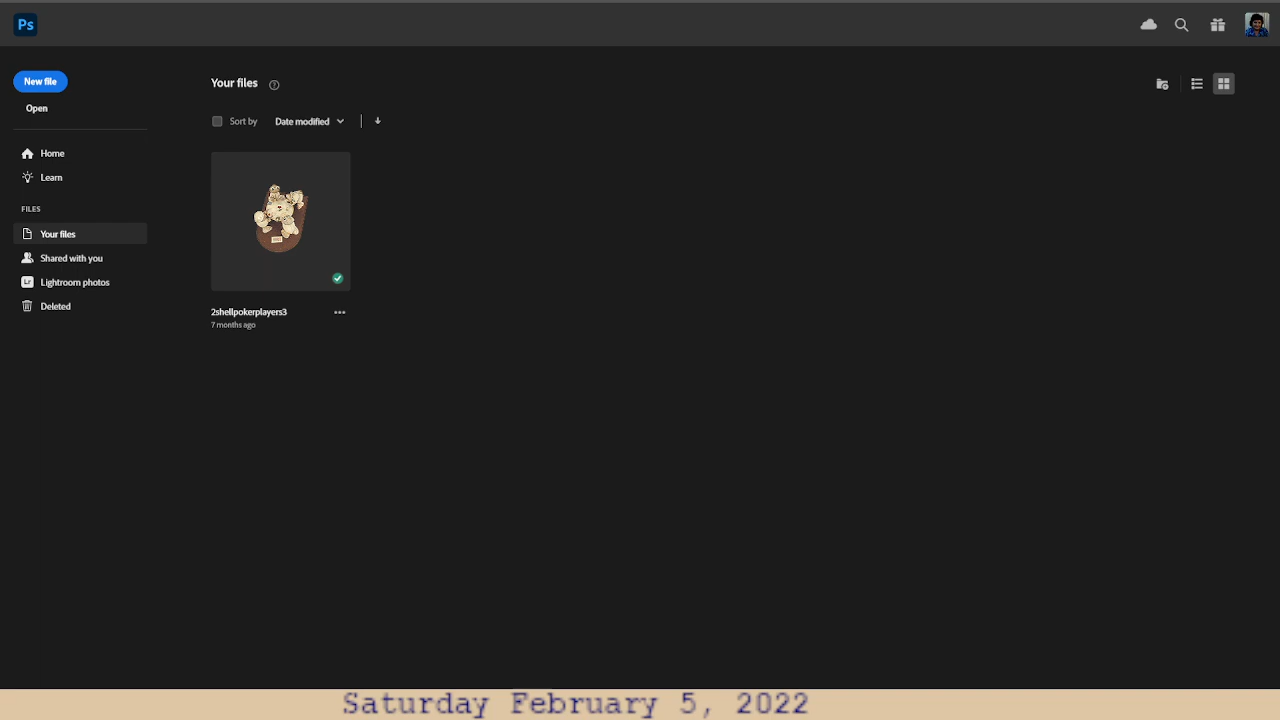 Ps
New file
Your files
Open
Sort by Date modified
Home
Learn
FILES
Your files
Shared with you
Lr Lightroom photos
Deleted
2shellpokerplayers3
7 months ago
Saturday February 5, 2022